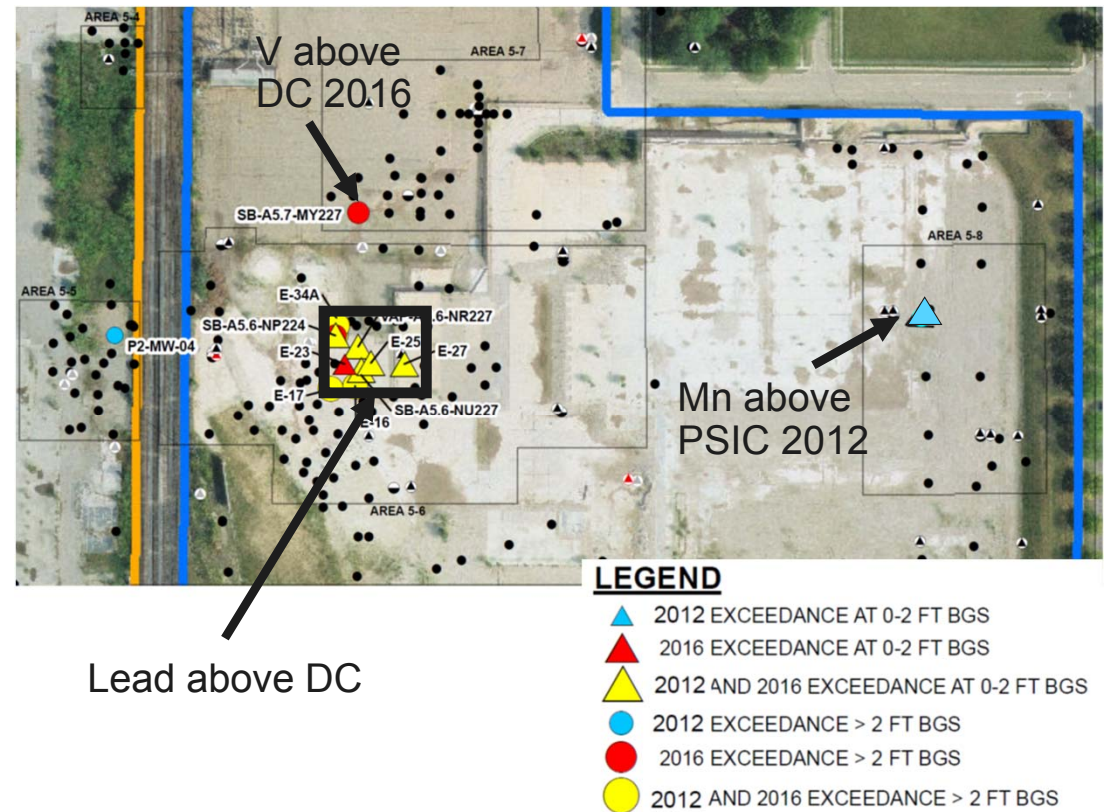 AREA 5-4
V above
DC 2016
AREA 5-7
SB-A5.7-MY227
AREA 5-8
AREA 5-5
E-34A
SB-A5.6-NP224
P2-MW-04
E-23
E-25
E-27
E-17
SB-A5.6-NU227
E-16
Mn above
PSIC 2012
AREA 5-6
Lead above DC
LEGEND
2012 EXCEEDANCE AT 0-2 FT BGS
2016 EXCEEDANCE AT 0-2 FT BGS
2012 AND 2016 EXCEEDANCE AT 0-2 FT BGS
2012 EXCEEDANCE > 2 FT BGS
2016 EXCEEDANCE > 2 FT BGS
2012 AND 2016 EXCEEDANCE > 2 FT BGS